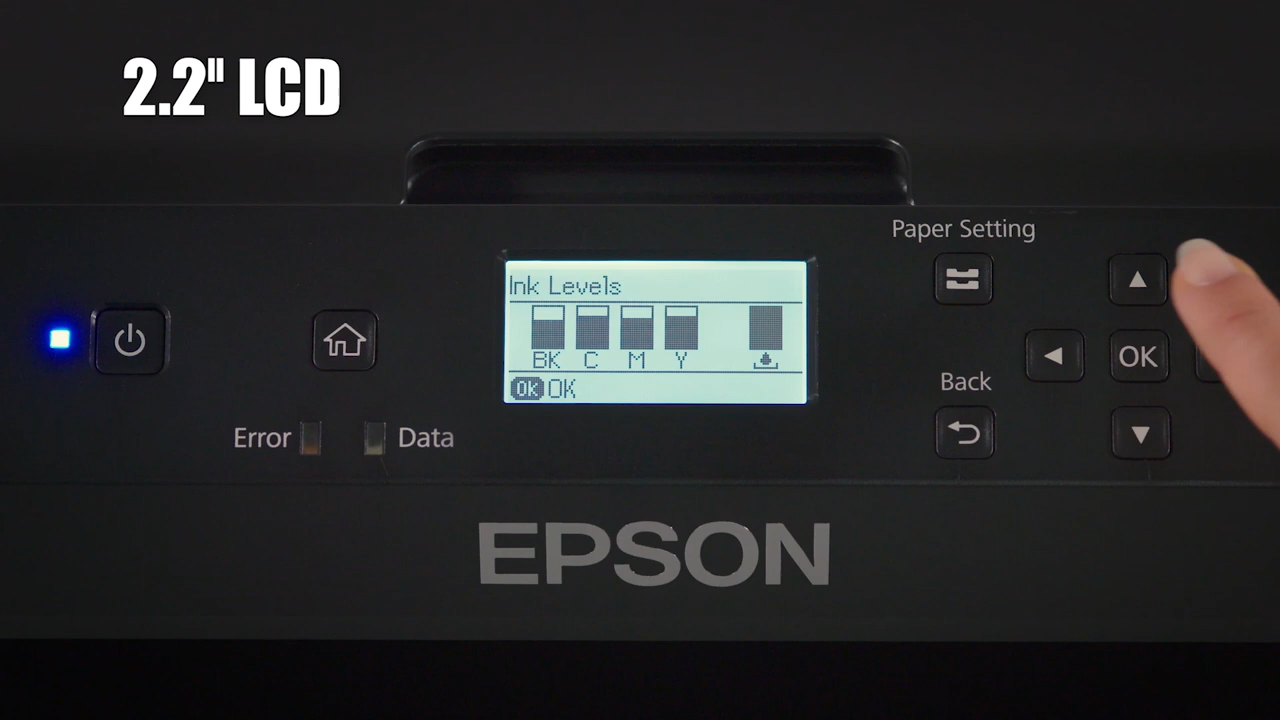 2.2" LCD
Paper Setting
Ink Levels
BK C M Y
OK OK
OK
Back
Error
Data
EPSON